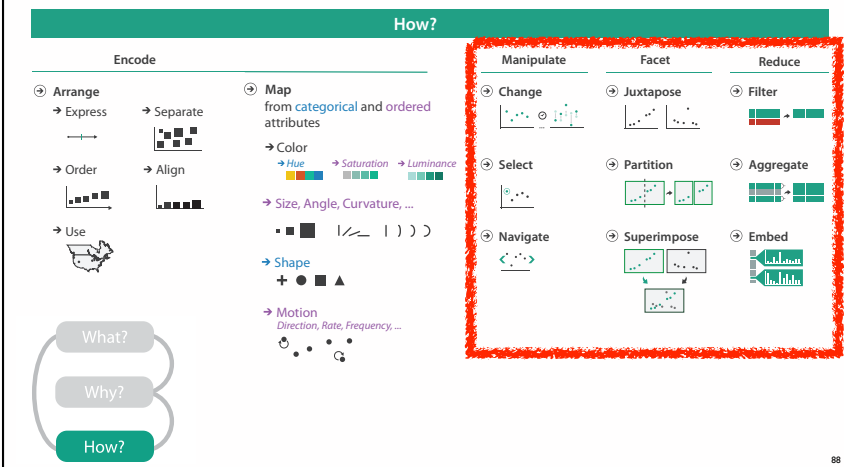 How?
Encode
Manipulate
Facet
Reduce
Arrange
→ Express
→ Separate
→ Order
→ Align
→ Use
Map
from categorical and ordered
attributes
→ Color
→ Hue
→ Saturation
→ Luminance
→ Size, Angle, Curvature, ...
→ Shape
→ Motion
Direction, Rate, Frequency, ...
Change
Select
Navigate
Juxtapose
Partition
Superimpose
Filter
Aggregate
Embed
What?
Why?
How?
88